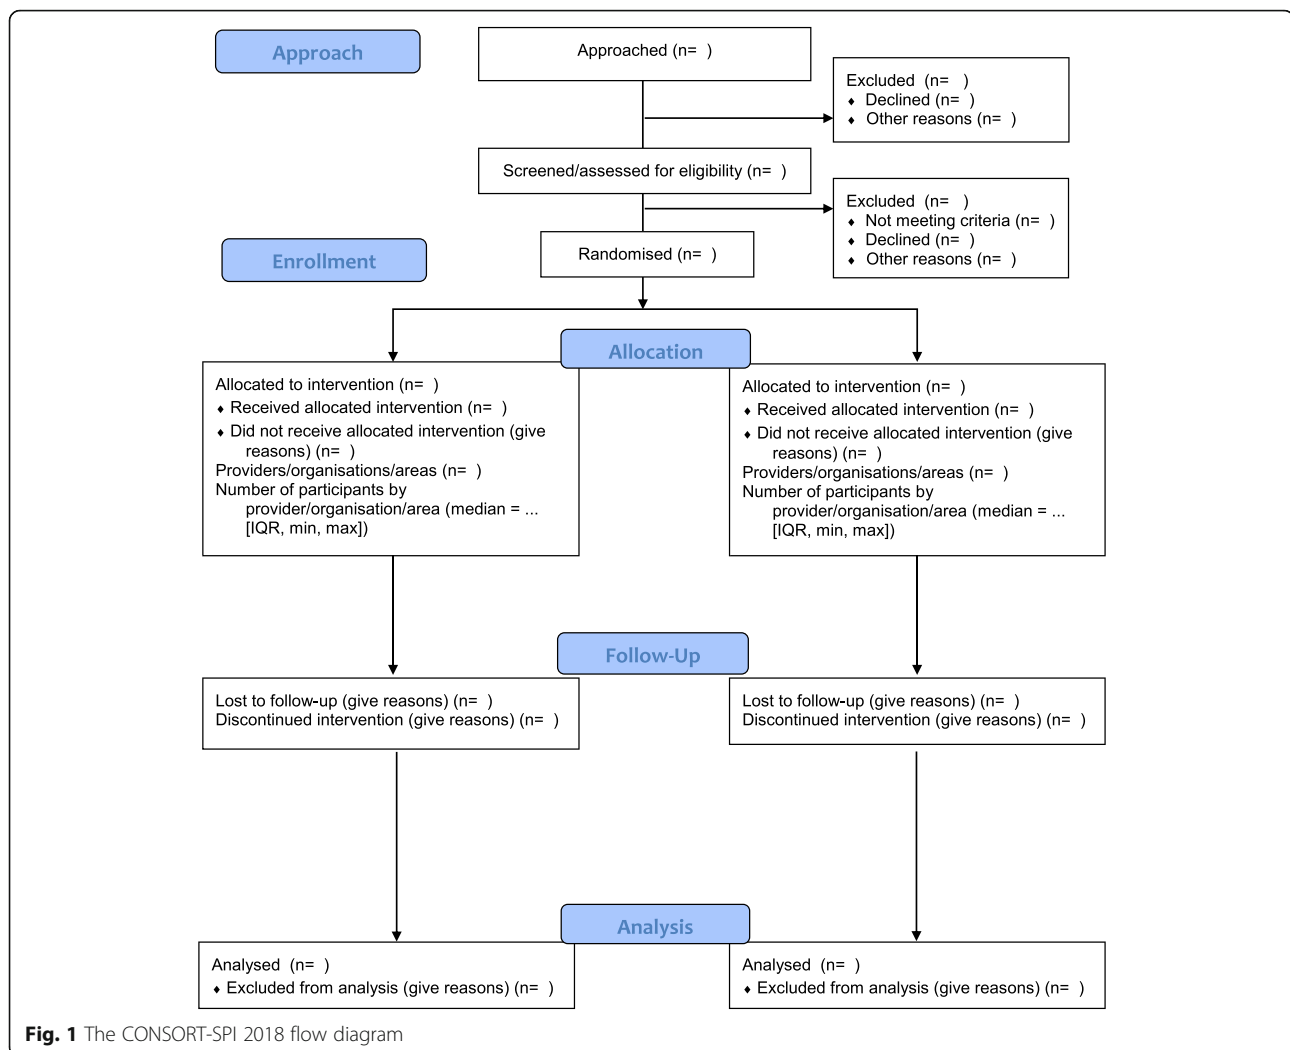 Approach
Approached (n=  )
Excluded  (n=  )
♦ Declined (n=  )
♦ Other reasons (n=  )
Screened/assessed for eligibility (n=  )
Excluded (n=  )
♦ Not meeting criteria (n=  )
♦ Declined (n=  )
♦ Other reasons (n=  )
Enrollment
Randomised (n=  )
Allocation
Allocated to intervention (n=  )
♦ Received allocated intervention (n=  )
♦ Did not receive allocated intervention (give
reasons) (n=  )
Providers/organisations/areas (n=  )
Number of participants by
provider/organisation/area (median = ...
[IQR, min, max])
Allocated to intervention (n=  )
♦ Received allocated intervention (n=  )
♦ Did not receive allocated intervention (give
reasons) (n=  )
Providers/organisations/areas (n=  )
Number of participants by
provider/organisation/area (median = ...
[IQR, min, max])
Follow-Up
Lost to follow-up (give reasons) (n=  )
Discontinued intervention (give reasons) (n=  )
Lost to follow-up (give reasons) (n=  )
Discontinued intervention (give reasons) (n=  )
Analysis
Analysed  (n=  )
♦ Excluded from analysis (give reasons) (n=  )
Analysed  (n=  )
♦ Excluded from analysis (give reasons) (n=  )
Fig. 1 The CONSORT-SPI 2018 flow diagram